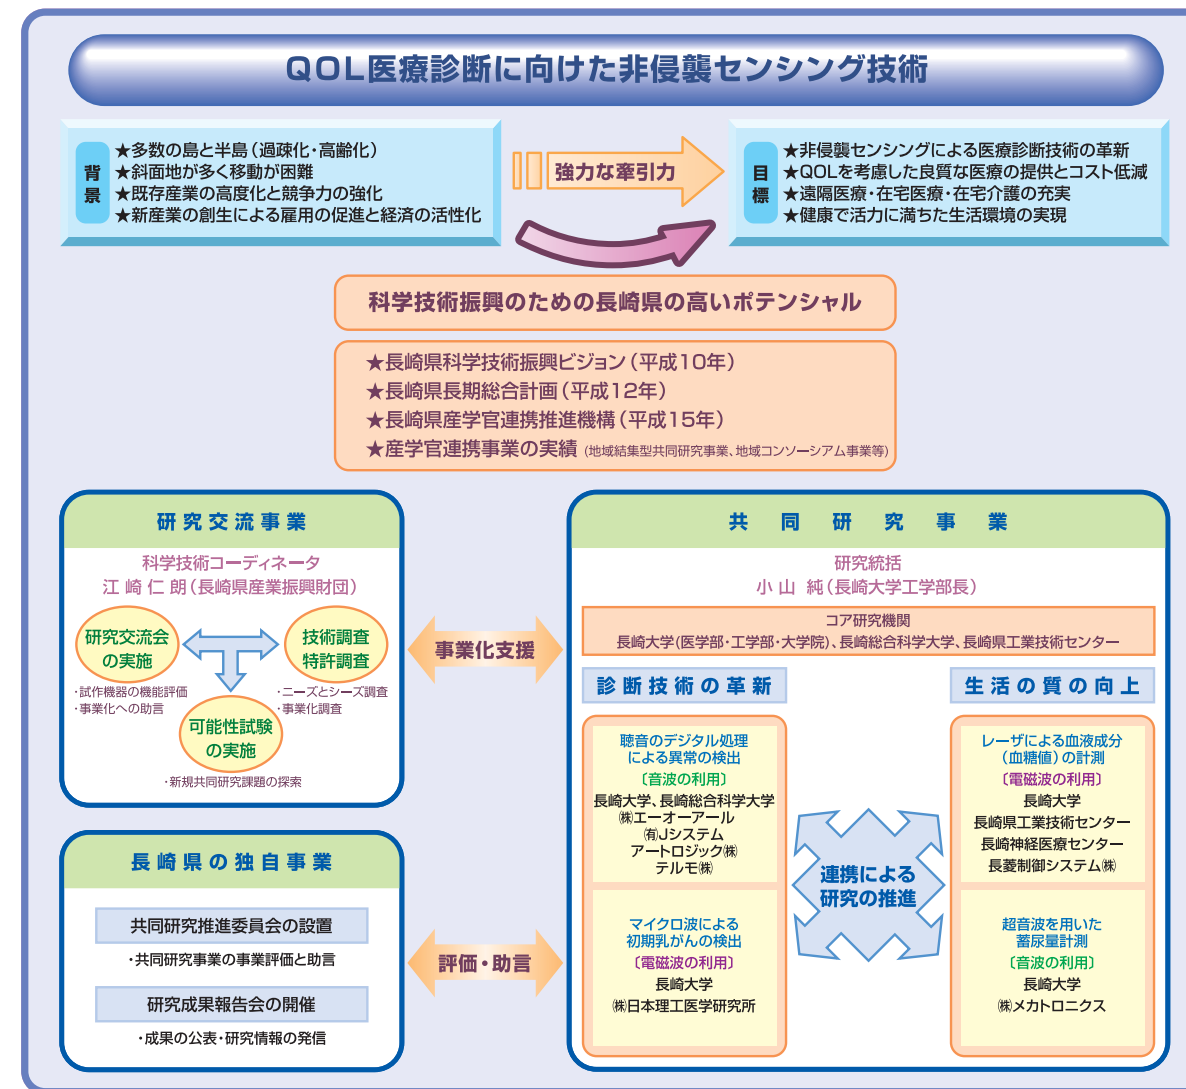 QOL医療診断に向けた非侵襲センシング技術
背景
★多数の島と半島（過疎化・高齢化）
★斜面地が多く移動が困難
★既存産業の高度化と競争力の強化
★新産業の創生による雇用の促進と経済の活性化
強力な牽引力
目標
★非侵襲センシングによる医療診断技術の革新
★QOLを考慮した良質な医療の提供とコスト低減
★遠隔医療・在宅医療・在宅介護の充実
★健康で活力に満ちた生活環境の実現
科学技術振興のための長崎県の高いポテンシャル
★長崎県科学技術振興ビジョン（平成10年）
★長崎県長期総合計画（平成12年）
★長崎県産学官連携推進機構（平成15年）
★産学官連携事業の実績（地域結集型共同研究事業、地域コンソーシアム事業等）
研究交流事業
科学技術コーディネータ
江崎仁朗（長崎県産業振興財団）
研究交流会
の実施
技術調査
特許調査
・試作機器の機能評価
・事業化への助言
・ニーズとシーズ調査
・事業化調査
可能性試験
の実施
・新規共同研究課題の探索
事業化支援
長崎県の独自事業
共同研究推進委員会の設置
・共同研究事業の事業評価と助言
研究成果報告会の開催
・成果の公表・研究情報の発信
評価・助言
共同研究事業
研究統括
小山 純（長崎大学工学部長）
コア研究機関
長崎大学（医学部・工学部・大学院）、長崎総合科学大学、長崎県工業技術センター
診断技術の革新
聴音のデジタル処理
による異常の検出
〔音波の利用〕
長崎大学、長崎総合科学大学
㈱エーオーアール
㈲Jシステム
アートロジック㈱
テルモ㈱
マイクロ波による
初期乳がんの検出
〔電磁波の利用〕
長崎大学
㈱日本理工医学研究所
連携による
研究の推進
生活の質の向上
レーザによる血液成分
（血糖値）の計測
〔電磁波の利用〕
長崎大学
長崎県工業技術センター
長崎神経医療センター
長菱制御システム㈱
超音波を用いた
蓄尿量計測
〔音波の利用〕
長崎大学
㈱メカトロニクス